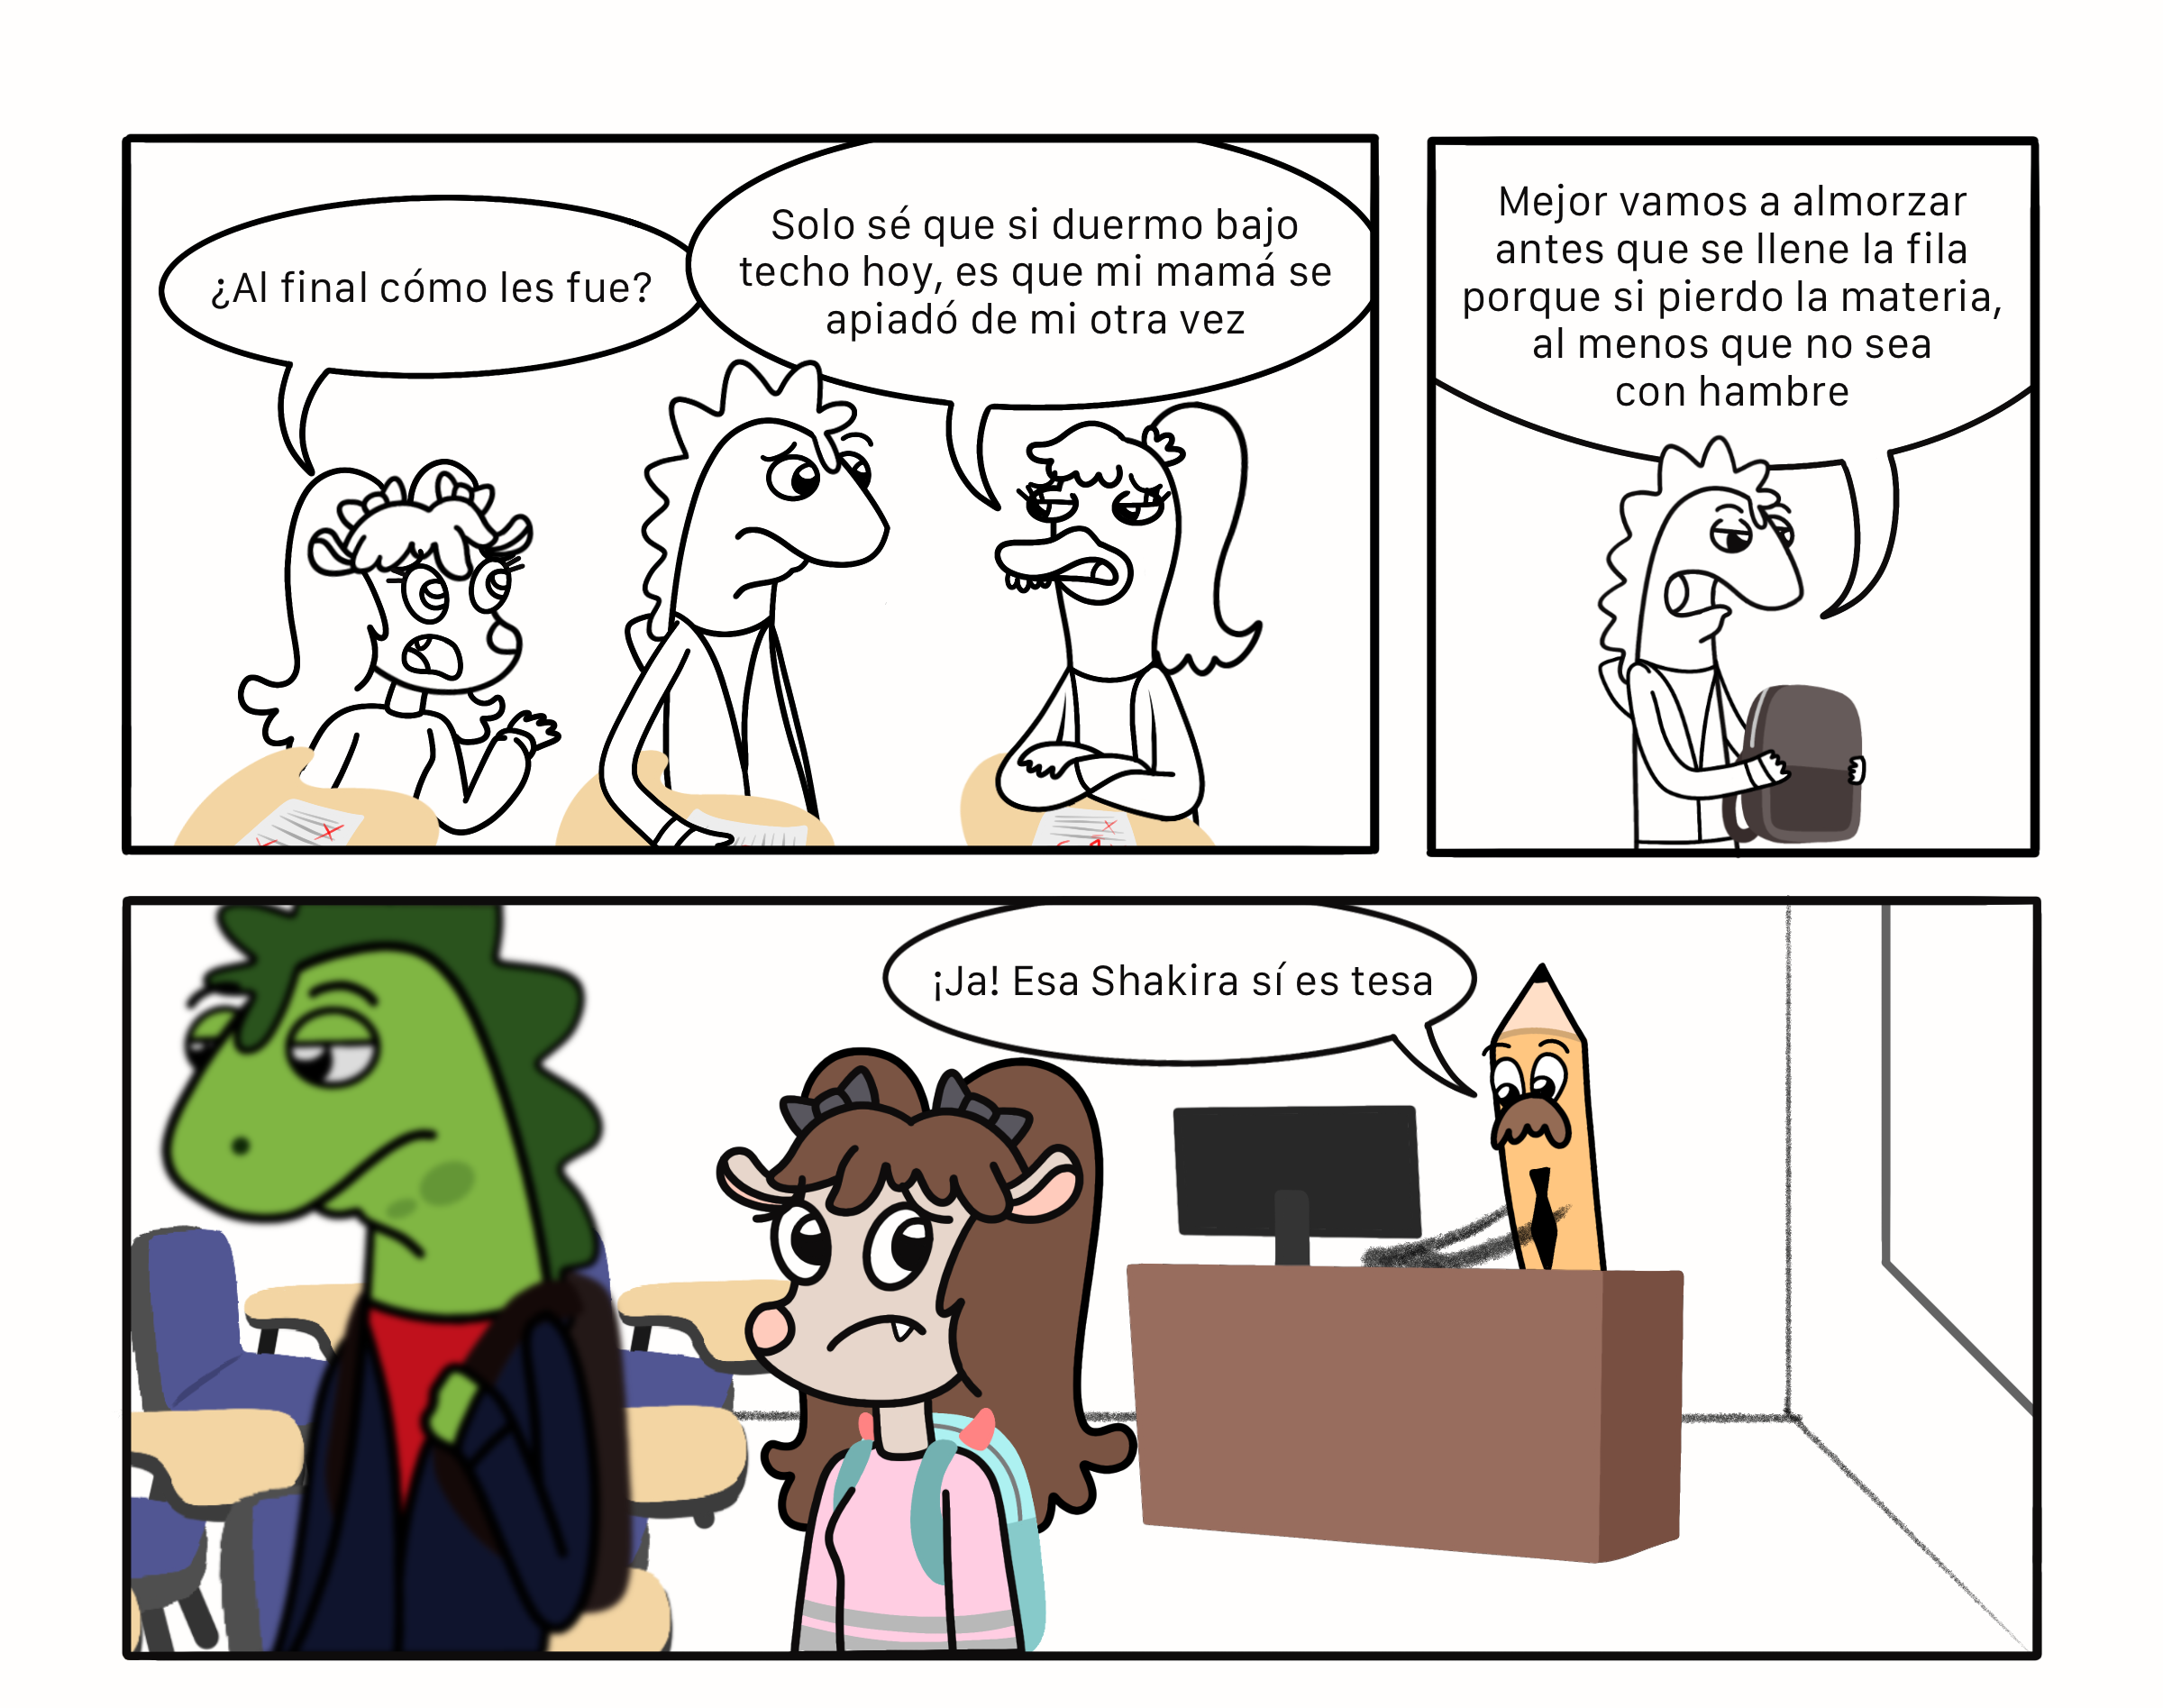 ¿Al final cómo les fue?
Solo sé que si duermo bajo
techo hoy, es que mi mamá se
apiadó de mi otra vez
Mejor vamos a almorzar
antes que se llene la fila
porque si pierdo la materia,
al menos que no sea
con hambre
¡Ja! Esa Shakira sí es tesa